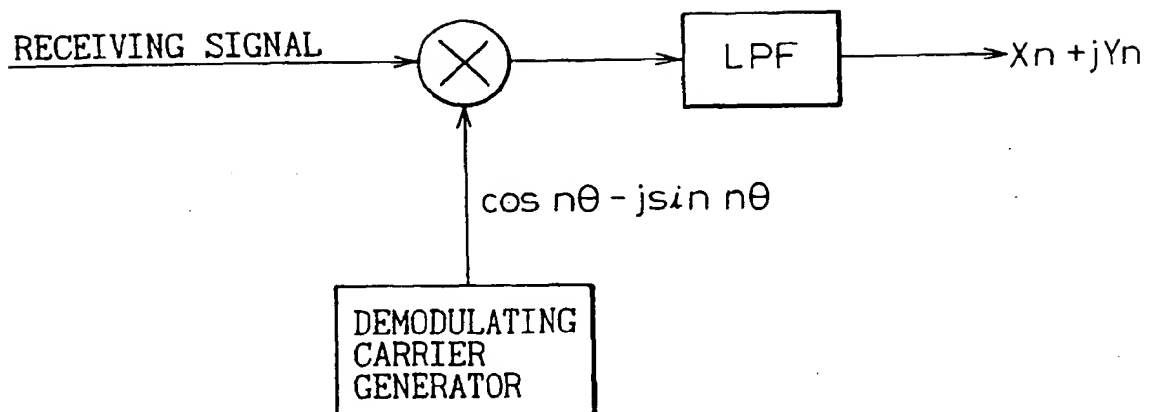 RECEIVING SIGNAL
LPF
Xn +jYn
cos nθ - jsin nθ
DEMODULATING
CARRIER
GENERATOR